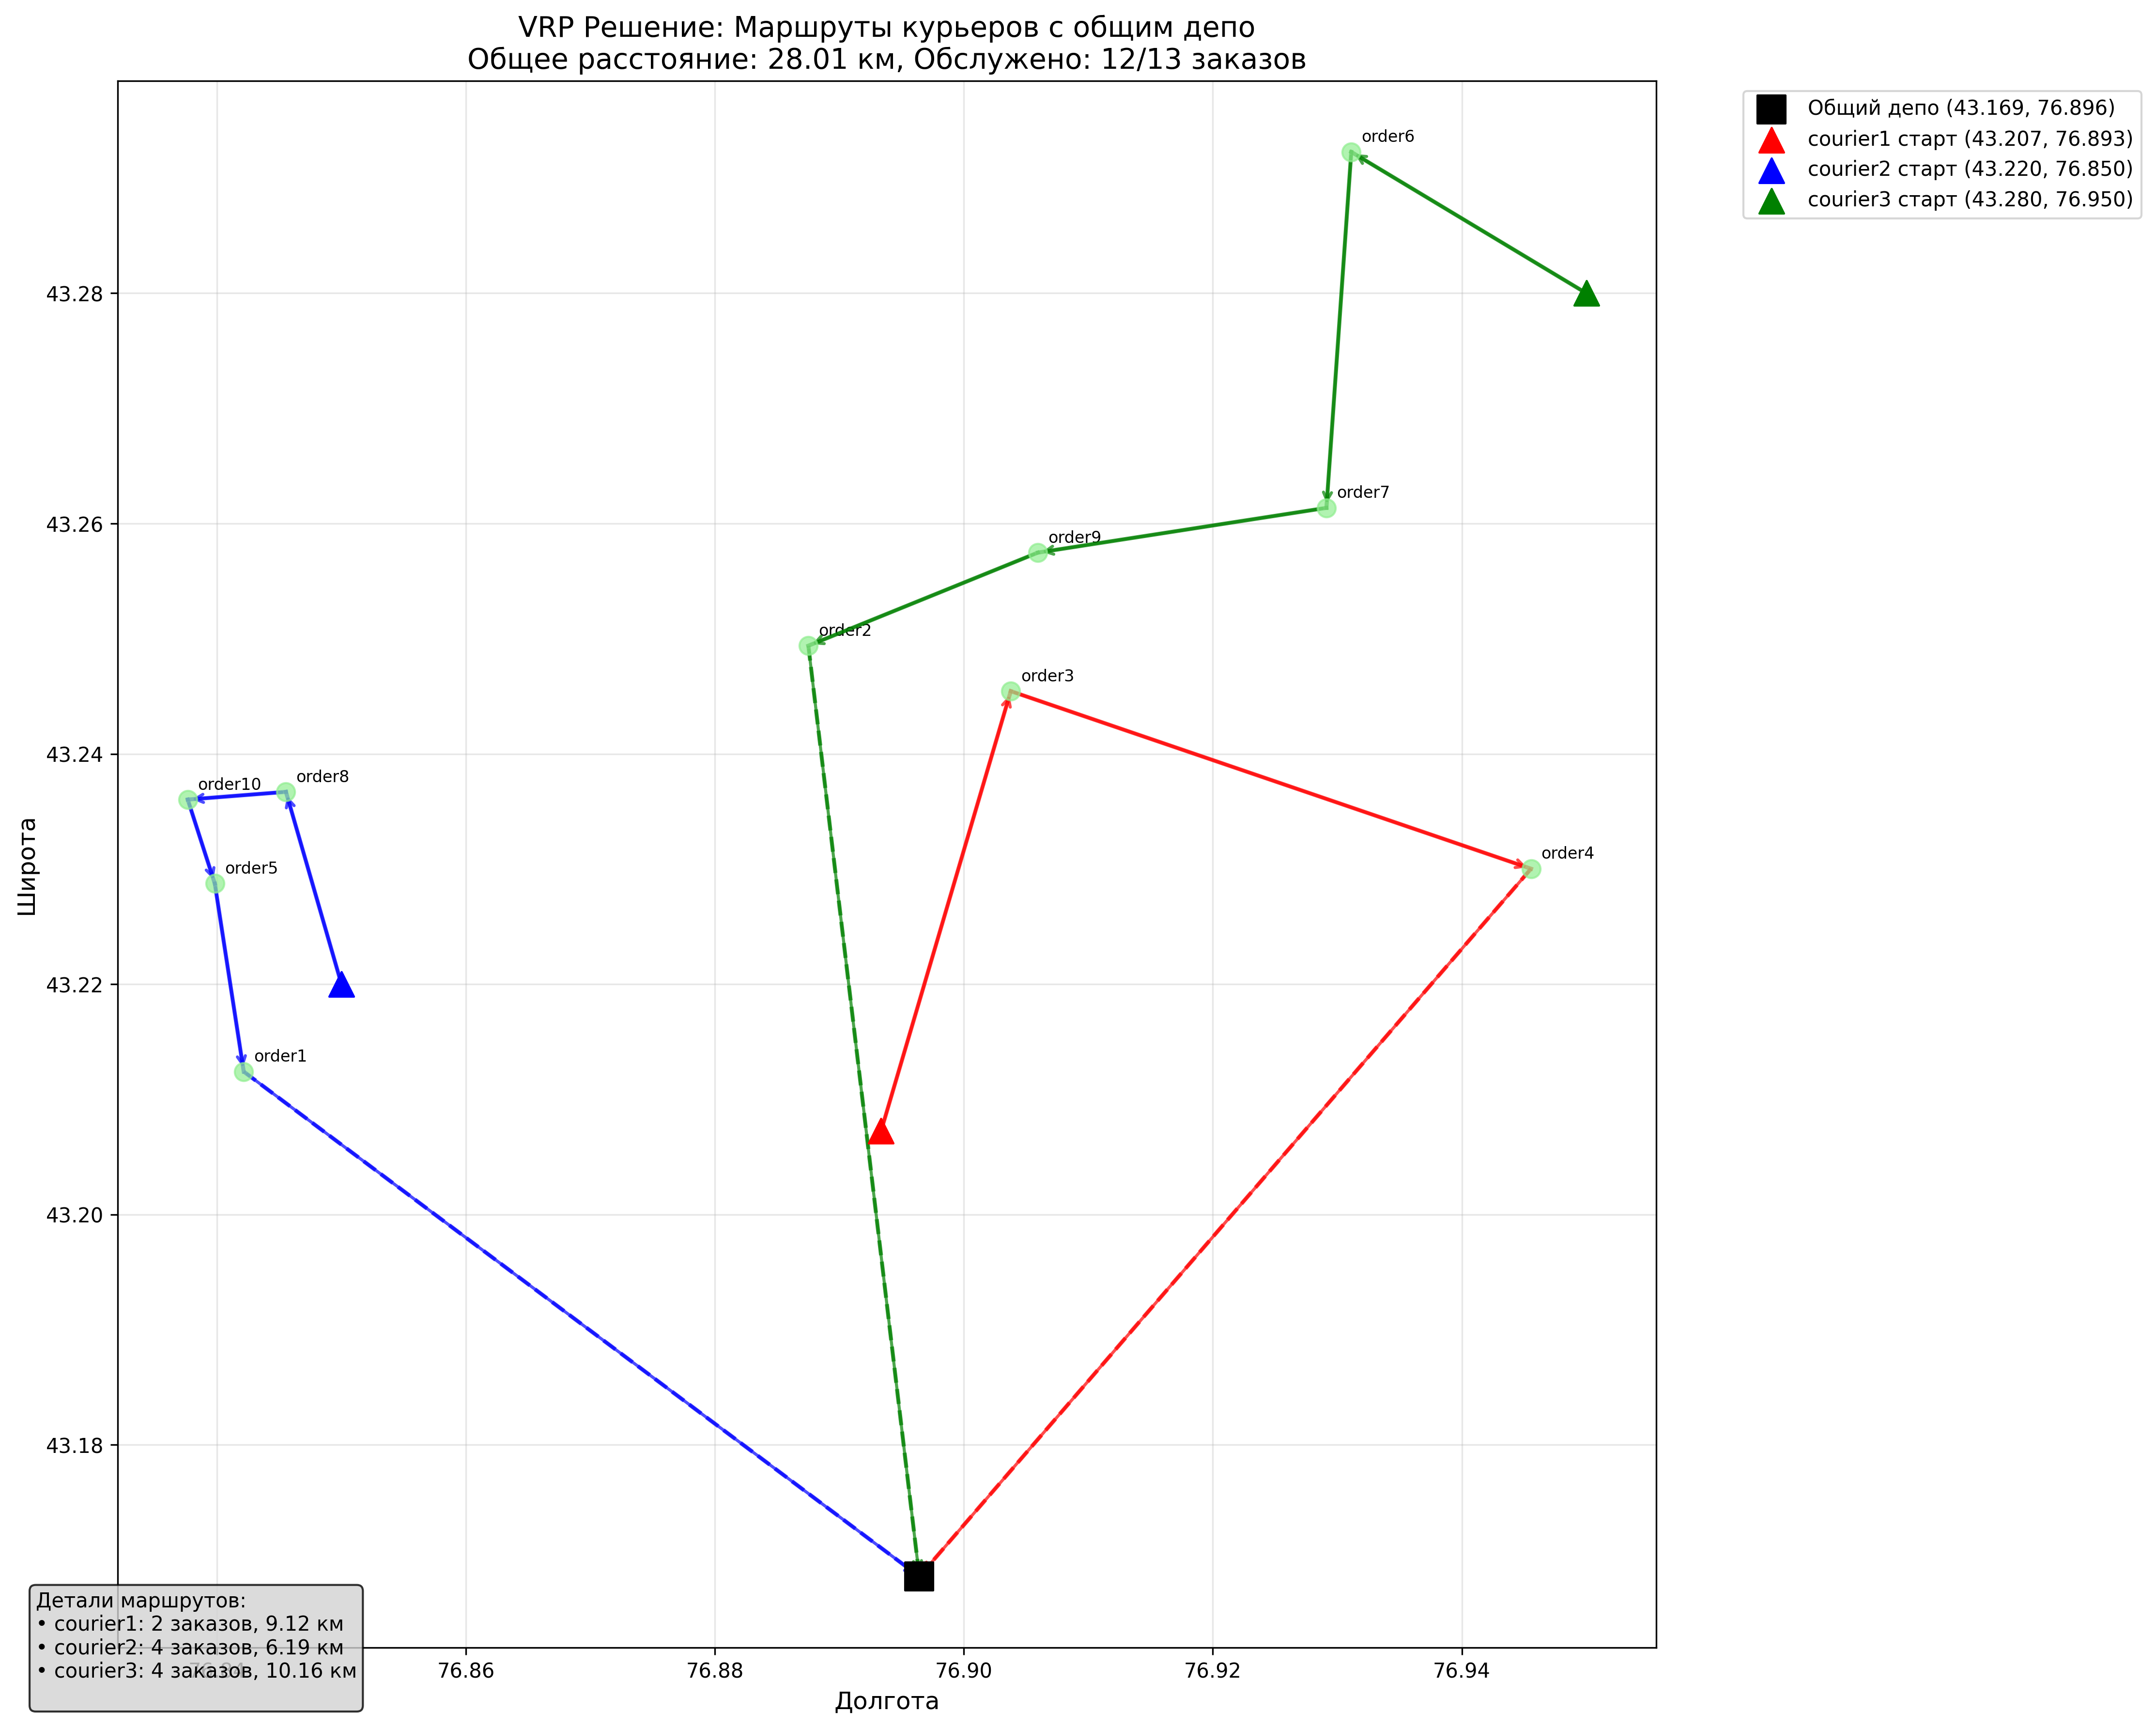 VRP Решение: Маршруты курьеров с общим депо
Общее расстояние: 28.01 км, Обслужено: 12/13 заказов
Общий депо (43.169, 76.896)
courier1 старт (43.207, 76.893)
courier2 старт (43.220, 76.850)
courier3 старт (43.280, 76.950)
order6
43.28
order7
43.26
order9
order2
order3
43.24
order10
order8
order4
order5
Широта
43.22
order1
43.20
43.18
Детали маршрутов:
• courier1: 2 заказов, 9.12 км
• courier2: 4 заказов, 6.19 км
• courier3: 4 заказов, 10.16 км
76.84
76.86
76.88
76.90
76.92
76.94
Долгота